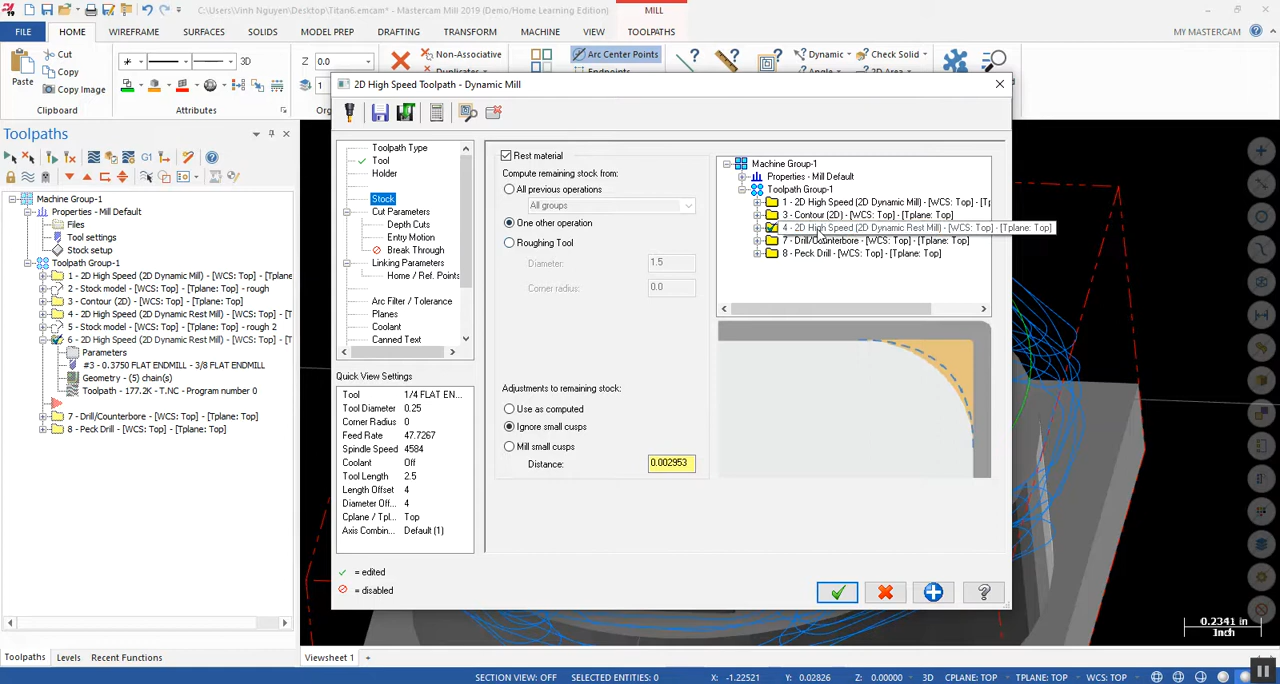 C:\Users\Vinh Nguyen\Desktop\Titan6.emcam* - Mastercam Mill 2019 (Demo/Home Learning Edition)
MILL
FILE HOME WIREFRAME SURFACES SOLIDS MODEL PREP DRAFTING TRANSFORM MACHINE VIEW TOOLPATHS MY MASTERCAM
Paste
Cut
Copy
Copy Image
Clipboard
3D
Attributes
Z 0.0
1
Non-Associative
Arc Center Points
Endpoints
Dynamic
Check Solid
Toolpaths
G1
Machine Group-1
Properties - Mill Default
Files
Tool settings
Stock setup
Toolpath Group-1
1 - 2D High Speed (2D Dynamic Mill) - [WCS: Top] - [T
2 - Stock model - [WCS: Top] - [Tplane: Top] - rough
3 - Contour (2D) - [WCS: Top] - [Tplane: Top]
4 - 2D High Speed (2D Dynamic Rest Mill) - [WCS: Top]
5 - Stock model - [WCS: Top] - [Tplane: Top] - rough 2
6 - 2D High Speed (2D Dynamic Rest Mill) - [WCS: Top]
Parameters
#3 - 0.3750 FLAT ENDMILL - 3/8 FLAT ENDMILL
Geometry - (5) chain(s)
Toolpath - 177.2K - T.NC - Program number 0
7 - Drill/Counterbore - [WCS: Top] - [Tplane: Top]
8 - Peck Drill - [WCS: Top] - [Tplane: Top]
2D High Speed Toolpath - Dynamic Mill
Toolpath Type
Tool
Holder
Stock
Cut Parameters
Depth Cuts
Entry Motion
Break Through
Linking Parameters
Home / Ref. Points
Arc Filter / Tolerance
Planes
Coolant
Canned Text
Quick View Settings
Tool 1/4 FLAT EN...
Tool Diameter 0.25
Corner Radius 0
Feed Rate 47.7267
Spindle Speed 4584
Coolant Off
Tool Length 2.5
Length Offset 4
Diameter Off... 4
Cplane / Tpl... Top
Axis Combin... Default (1)
= edited
= disabled
Rest material
Compute remaining stock from:
All previous operations
All groups
One other operation
Roughing Tool
Diameter: 1.5
Corner radius: 0.0
Adjustments to remaining stock:
Use as computed
Ignore small cusps
Mill small cusps
Distance: 0.002953
Machine Group-1
Properties - Mill Default
Toolpath Group-1
1 - 2D High Speed (2D Dynamic Mill) - [WCS: Top] - [T
3 - Contour (2D) - [WCS: Top] - [Tplane: Top]
4 - 2D High Speed (2D Dynamic Rest Mill) - [WCS: Top] - [Tplane: Top]
7 - Drill/Counterbore - [WCS: Top] - [Tplane: Top]
8 - Peck Drill - [WCS: Top] - [Tplane: Top]
0.2341 in
Inch
Toolpaths Levels Recent Functions
Viewsheet 1 +
SECTION VIEW: OFF SELECTED ENTITIES: 0 X: -1.22521 Y: 0.02826 Z: 0.00000 3D CPLANE: TOP TPLANE: TOP WCS: TOP